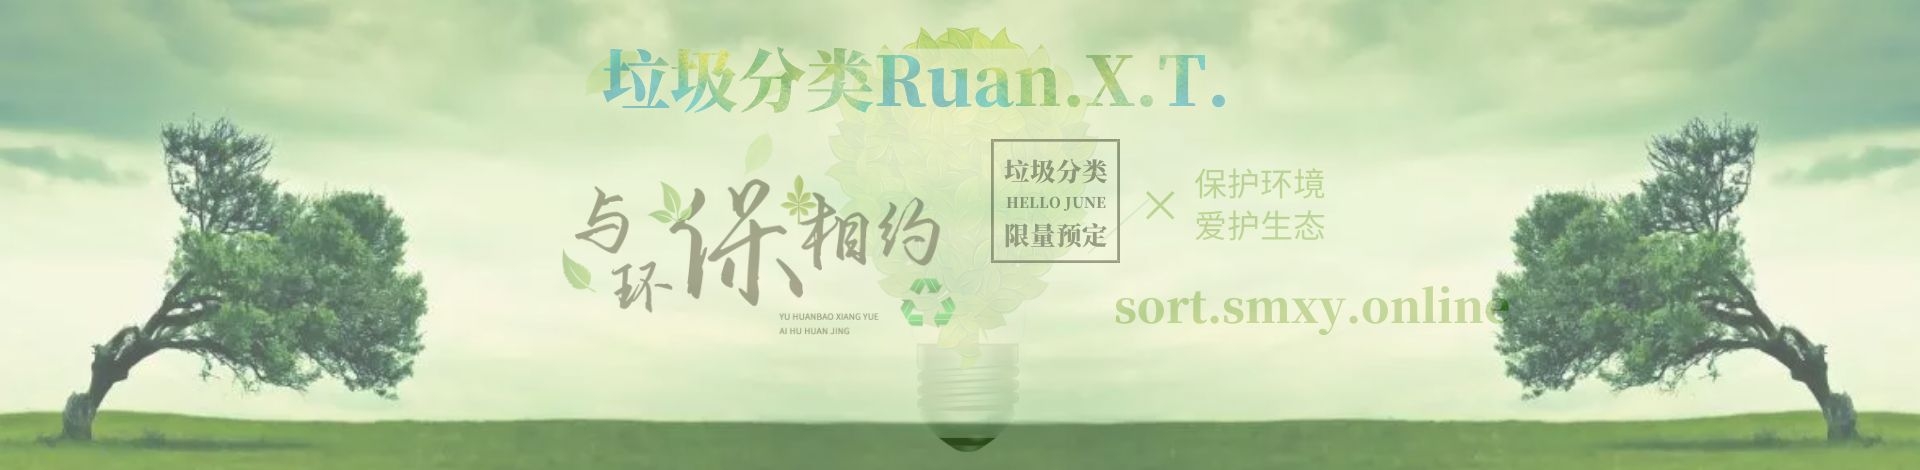 垃圾分类Ruan.X.T.
与环保相约
YU HUANBAO XIANG YUE
AI HU HUAN JING
垃圾分类
HELLO JUNE
限量预定
×
保护环境
爱护生态
sort.smxy.online